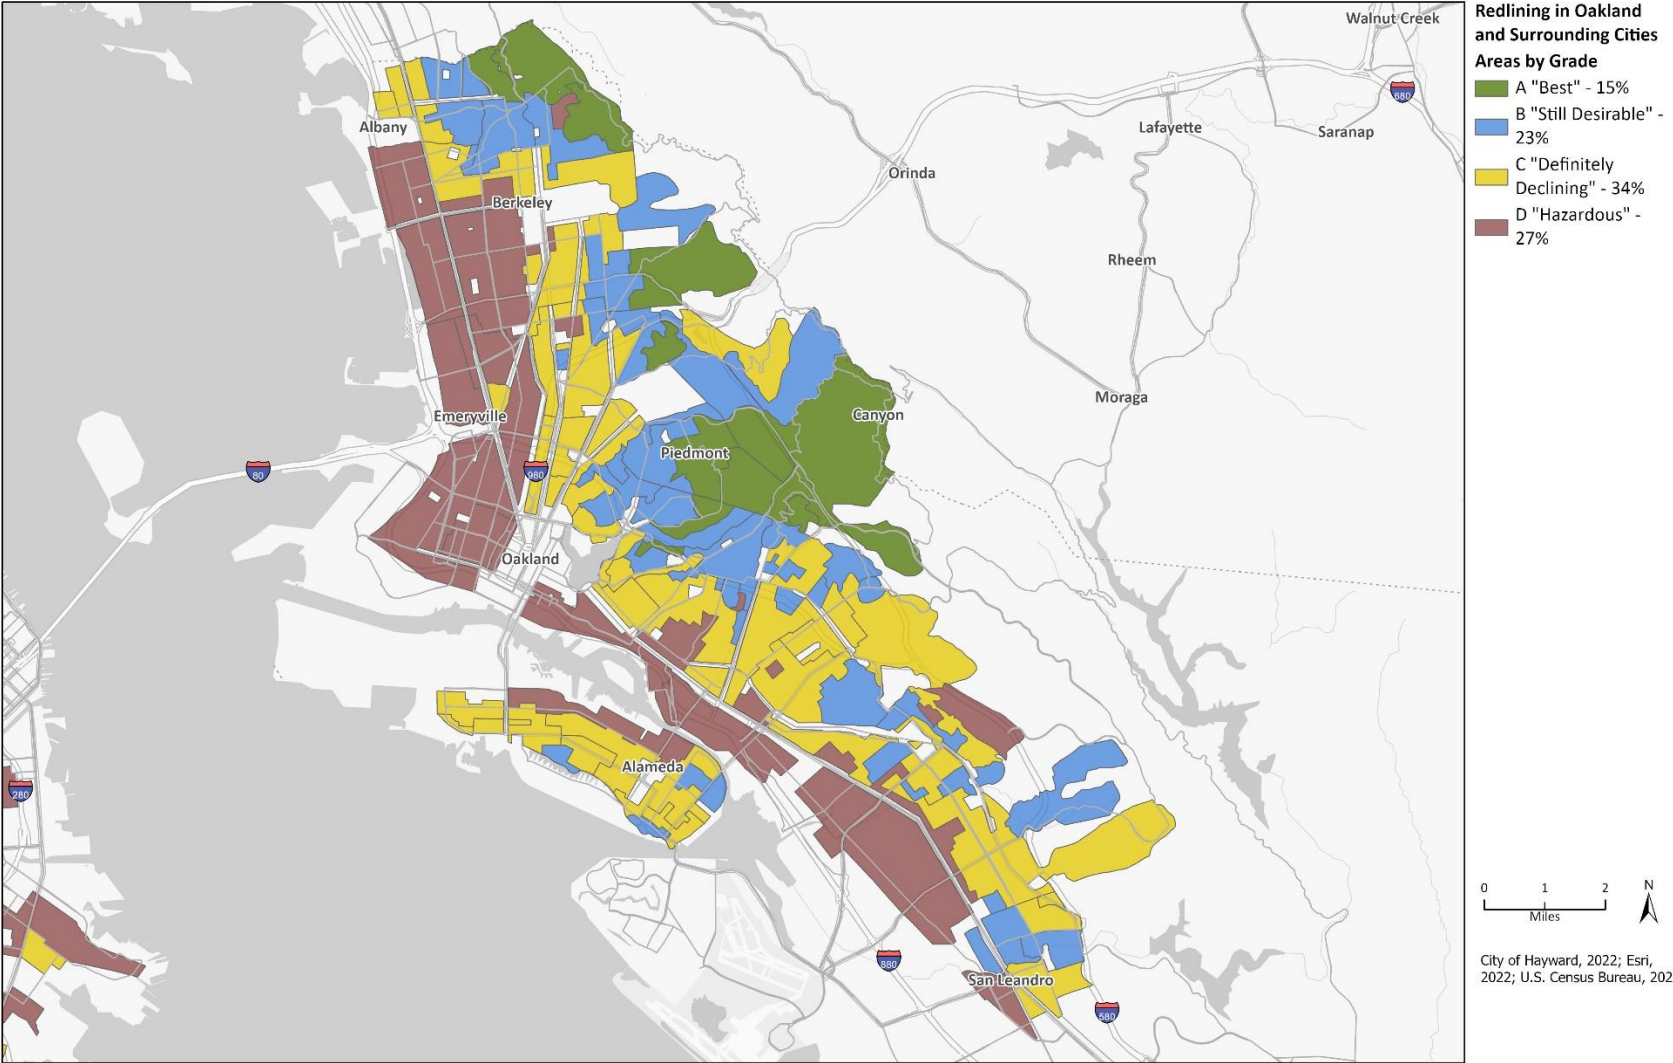 Redlining in Oakland
and Surrounding Cities
Areas by Grade
A "Best" - 15%
B "Still Desirable" -
23%
C "Definitely
Declining" - 34%
D "Hazardous" -
27%
Walnut Creek
680
Albany
Lafayette
Saranap
Orinda
Berkeley
Rheem
Moraga
Emeryville
Canyon
Piedmont
80
980
Oakland
Alameda
280
880
San Leandro
580
0 1 2
Miles
N
City of Hayward, 2022; Esri,
2022; U.S. Census Bureau, 202